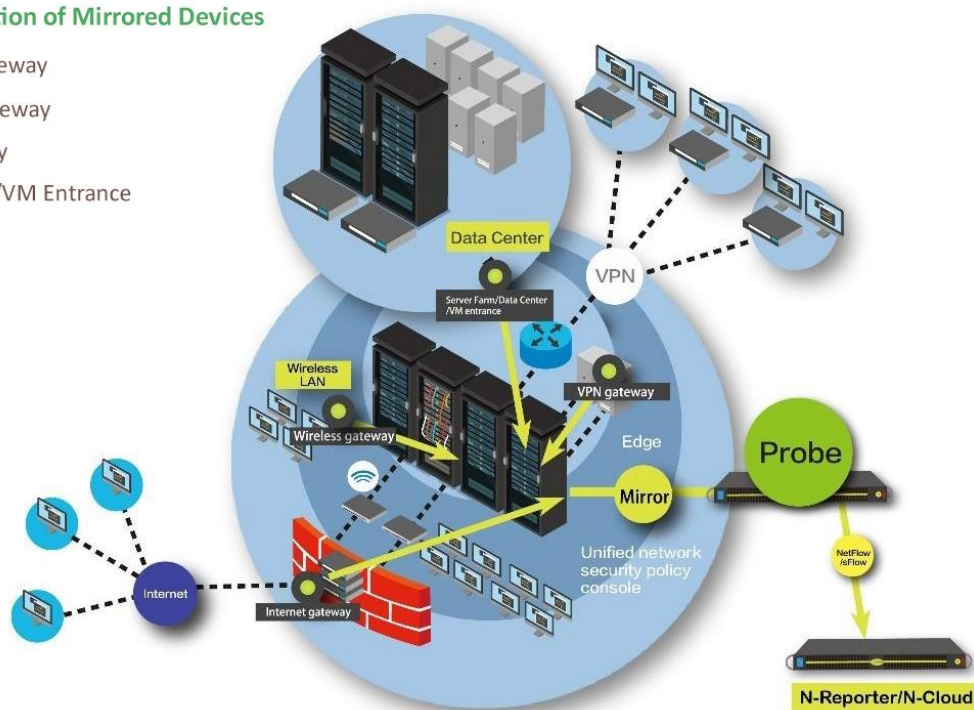 tion of Mirrored Devices
eway
eway
y
/VM Entrance
Data Center
Server Farm/Data Center
/VM entrance
VPN
Wireless
LAN
VPN gateway
Wireless gateway
Edge
Probe
Mirror
Unified network
security policy
console
NetFlow
/sFlow
Internet
Internet gateway
N-Reporter/N-Cloud